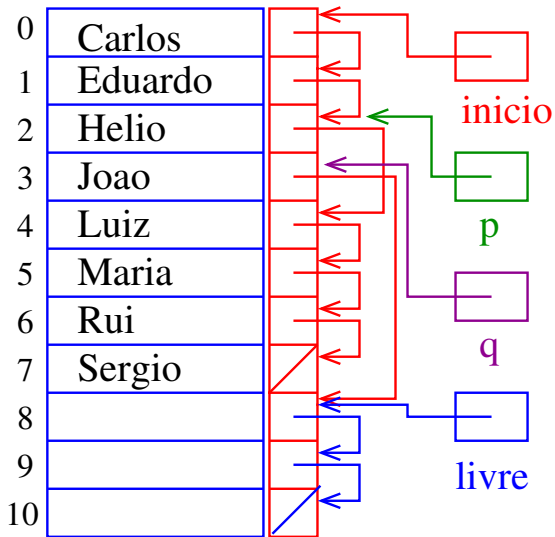 0 Carlos
1 Eduardo
2 Helio
3 Joao
4 Luiz
5 Maria
6 Rui
7 Sergio
8
9
10
inicio
p
q
livre